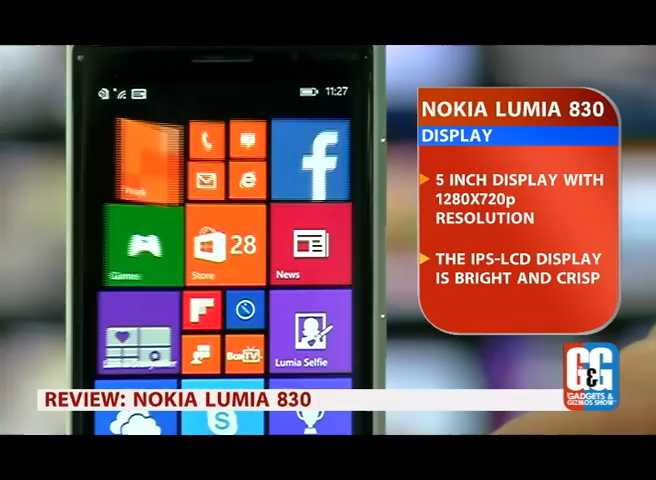 11:27
Games
28
Store
News
BoxTV
Lumia Selfie
NOKIA LUMIA 830
DISPLAY
5 INCH DISPLAY WITH
1280X720p
RESOLUTION
THE IPS-LCD DISPLAY
IS BRIGHT AND CRISP
REVIEW: NOKIA LUMIA 830
G&G
GADGETS &
GIZMOS SHOW